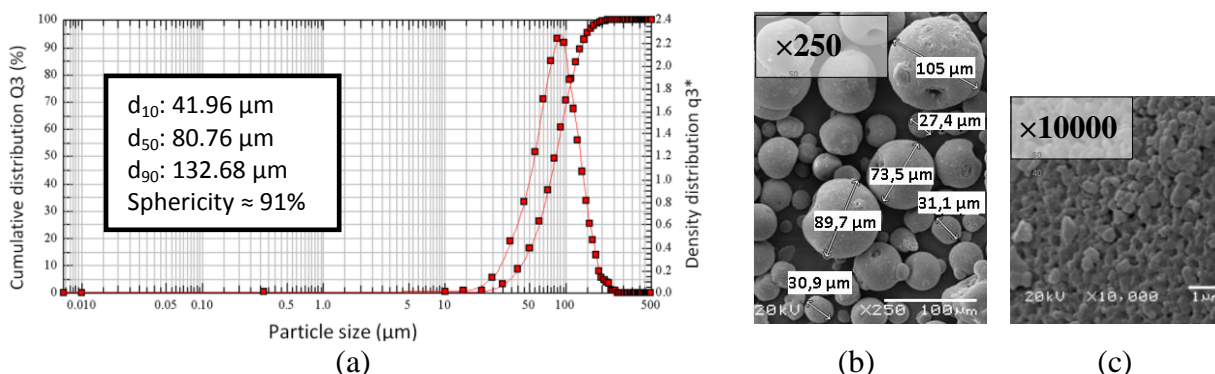 Cumulative distribution Q3 (%)
100
90
80
70
60
50
40
30
20
10
0
d10: 41.96 µm
d50: 80.76 µm
d90: 132.68 µm
Sphericity ≈ 91%
2.4
2.2
2.0
1.8
1.6
1.4
1.2
1.0
0.8
0.6
0.4
0.2
0.0
Density distribution q3*
0.010 0.05 0.10 0.5 1.0 5 10 50 100 500
Particle size (µm)
(a)
×250
105 µm
27,4 µm
73,5 µm
31,1 µm
89,7 µm
30,9 µm
20kV ×250 100µm
(b)
×10000
20kV ×10,000 1µ
(c)